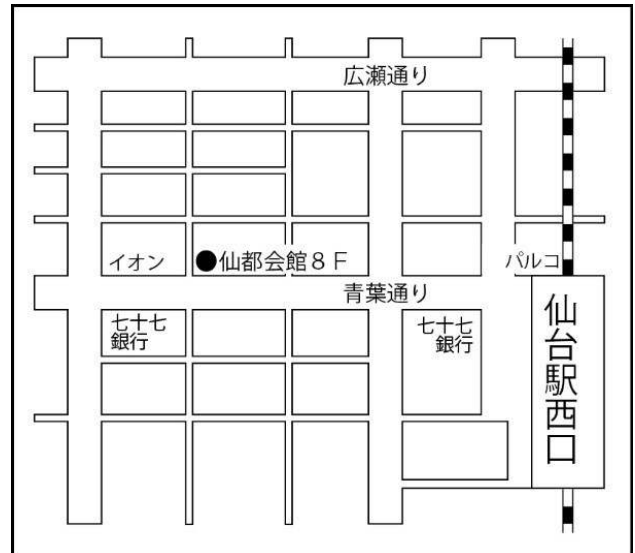 広瀬通り
イオン
●仙都会館８Ｆ
パルコ
青葉通り
七十七
銀行
七十七
銀行
仙台駅西口